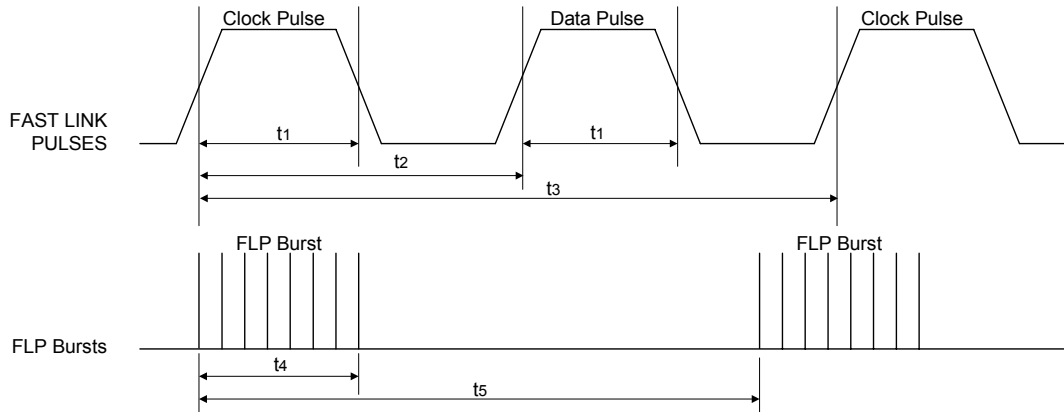 Clock Pulse Data Pulse Clock Pulse
FAST LINK
PULSES
t1 t1
t2
t3
FLP Burst FLP Burst
FLP Bursts
t4
t5